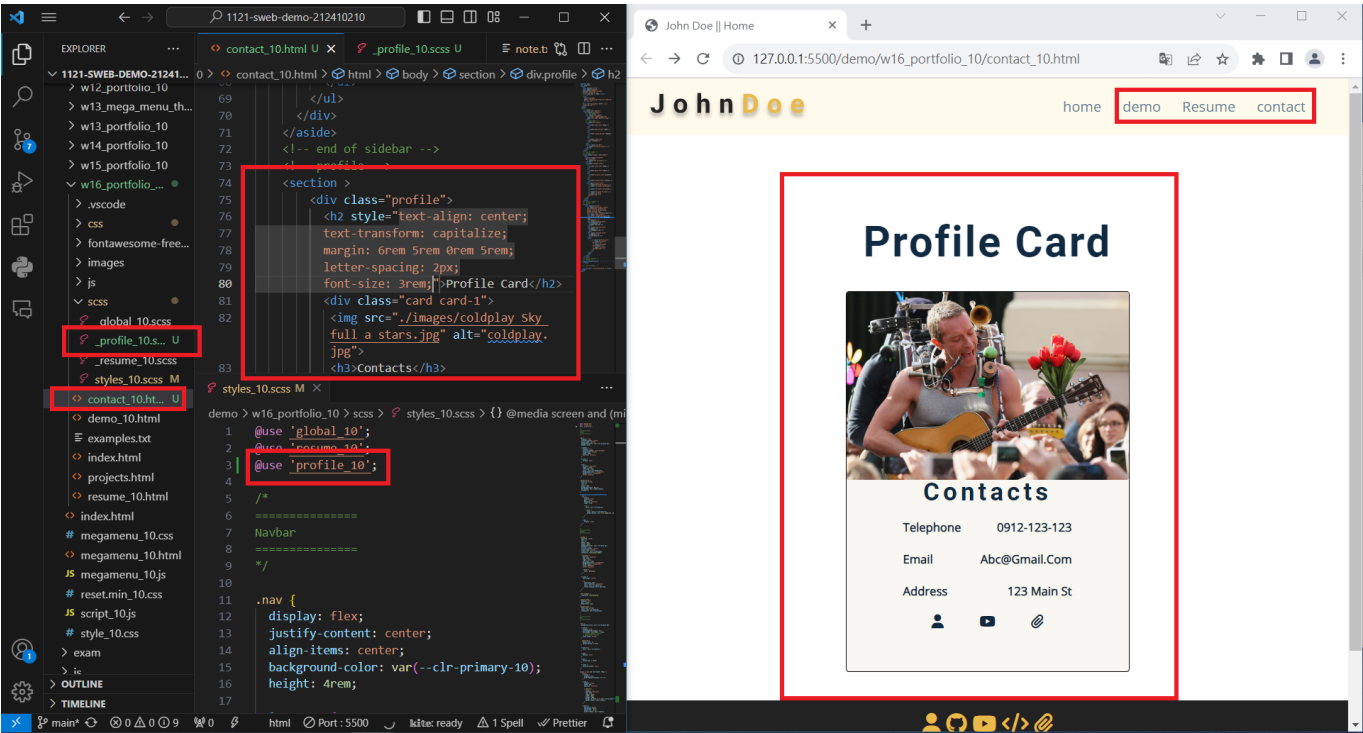 1121-sweb-demo-212410210
EXPLORER
contact_10.html U
_profile_10.scss U
1121-SWEB-DEMO-21241...
0 > contact_10.html > html > body > section > div.profile > h2
w12_portfolio_10
w13_mega_menu_th...
w13_portfolio_10
w14_portfolio_10
w15_portfolio_10
w16_portfolio_...
.vscode
css
fontawesome-free...
images
js
scss
_global_10.scss
_profile_10.s... U
_resume_10.scss
styles_10.scss M
contact_10.ht... U
demo_10.html
examples.txt
index.html
projects.html
resume_10.html
index.html
megamenu_10.css
megamenu_10.html
JS megamenu_10.js
reset.min_10.css
JS script_10.js
style_10.css
exam
OUTLINE
TIMELINE
69 </ul>
70 </div>
71 </aside>
72 <!-- end of sidebar -->
73 <!-- profile -->
74 <section >
75 <div class="profile">
76 <h2 style="text-align: center;
77 text-transform: capitalize;
78 margin: 6rem 5rem 0rem 5rem;
79 letter-spacing: 2px;
80 font-size: 3rem;">Profile Card</h2>
81 <div class="card card-1">
82 <img src="./images/coldplay Sky
full a stars.jpg" alt="coldplay.
jpg">
83 <h3>Contacts</h3>
styles_10.scss M
demo > w16_portfolio_10 > scss > styles_10.scss > {} @media screen and (mi
1 @use 'global_10';
2 @use 'resume_10';
3 @use 'profile_10';
4
5 /*
6 ===============
7 Navbar
8 ===============
9 */
10
11 .nav {
12 display: flex;
13 justify-content: center;
14 align-items: center;
15 background-color: var(--clr-primary-10);
16 height: 4rem;
17
main* 0 0 0 9 0 html Port : 5500 kite: ready 1 Spell Prettier
John Doe || Home
127.0.0.1:5500/demo/w16_portfolio_10/contact_10.html
JohnDoe
home demo Resume contact
Profile Card
Contacts
Telephone 0912-123-123
Email Abc@Gmail.Com
Address 123 Main St